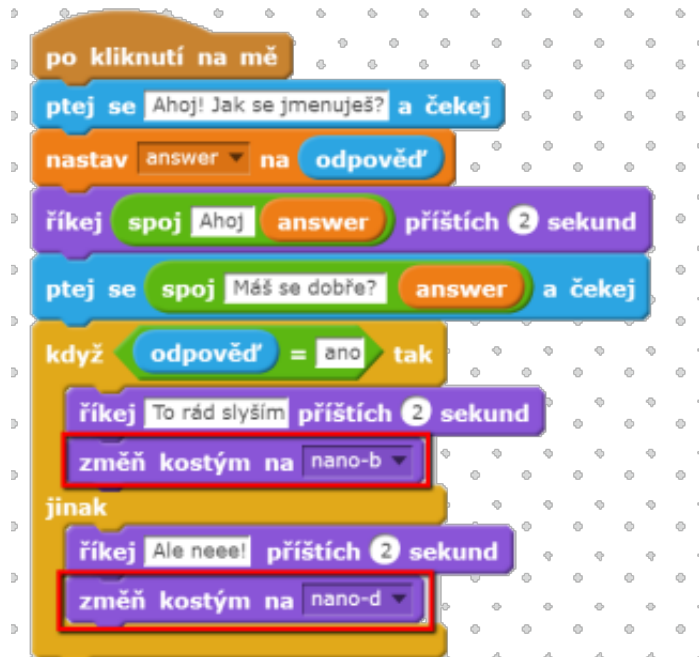 po kliknutí na mě
ptej se Ahoj! Jak se jmenuješ? a čekej
nastav answer na odpověď
říkej spoj Ahoj answer příštích 2 sekund
ptej se spoj Máš se dobře? answer a čekej
když odpověď = ano tak
říkej To rád slyším příštích 2 sekund
změň kostým na nano-b
jinak
říkej Ale neee! příštích 2 sekund
změň kostým na nano-d